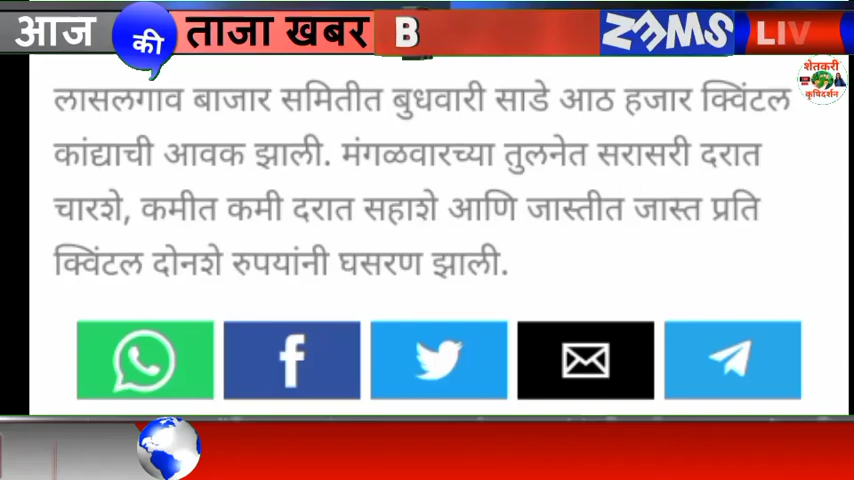 आज की ताजा खबर B NEWS LIV
शेतकरी
कृषिदर्शन
लासलगाव बाजार समितीत बुधवारी साडे आठ हजार क्विंटल
कांद्याची आवक झाली. मंगळवारच्या तुलनेत सरासरी दरात
चारशे, कमीत कमी दरात सहाशे आणि जास्तीत जास्त प्रति
क्विंटल दोनशे रुपयांनी घसरण झाली.